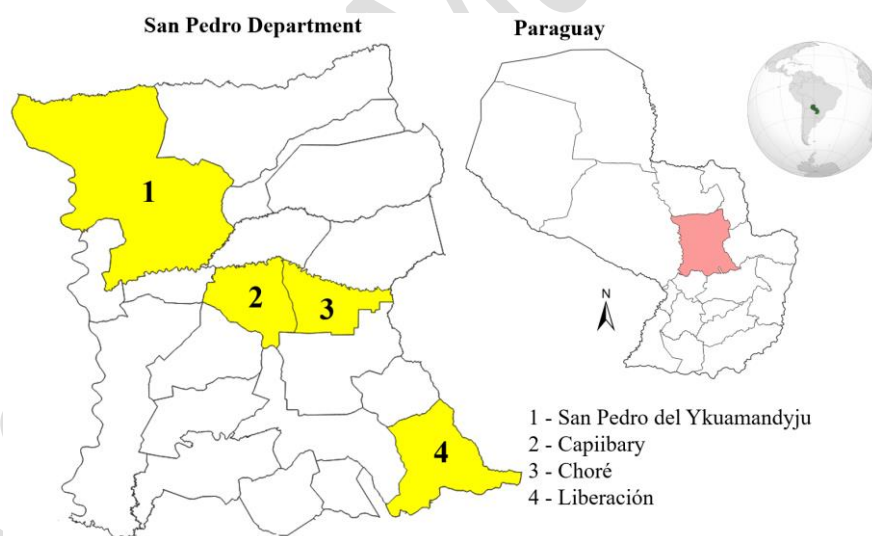 San Pedro Department
Paraguay
1
2
3
4
N
1 - San Pedro del Ykuamandyju
2 - Capiibary
3 - Choré
4 - Liberación